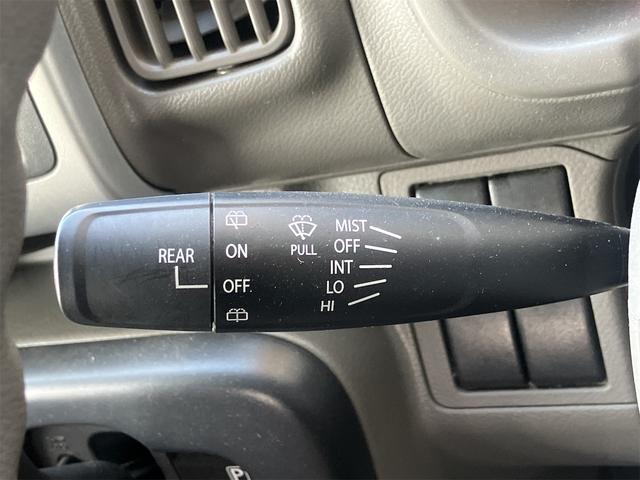 REAR
ON
OFF
PULL
MIST
OFF
INT
LO
HI
P